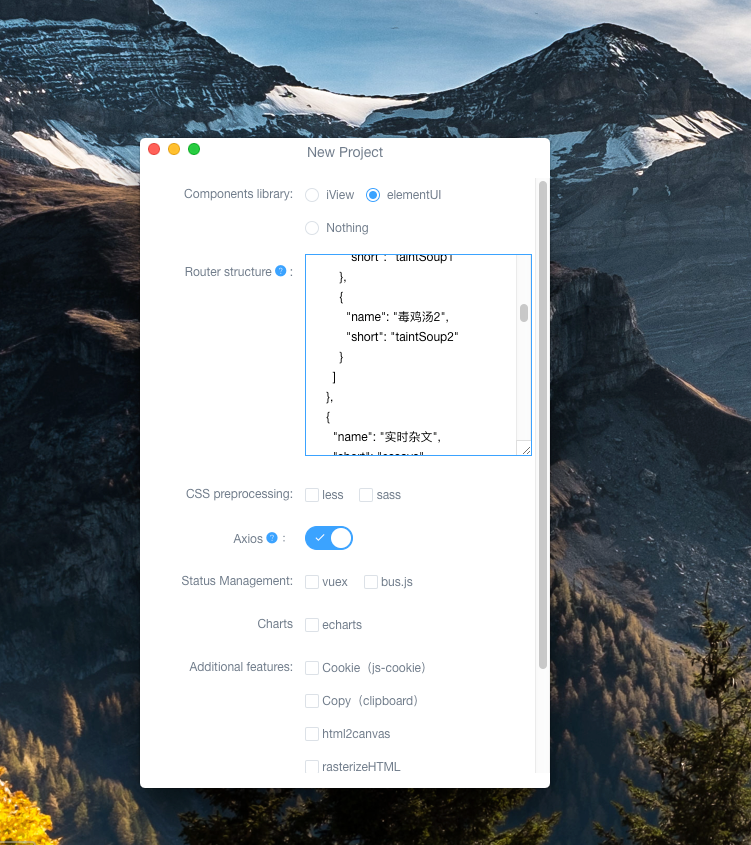 New Project
Components library:
iView
elementUI
Nothing
Router structure ? :
"short": "taintSoup1"
},
{
"name": "毒鸡汤2",
"short": "taintSoup2"
}
]
},
{
"name": "实时杂文",
CSS preprocessing:
less
sass
Axios ? :
Status Management:
vuex
bus.js
Charts
echarts
Additional features:
Cookie（js-cookie）
Copy（clipboard）
html2canvas
rasterizeHTML